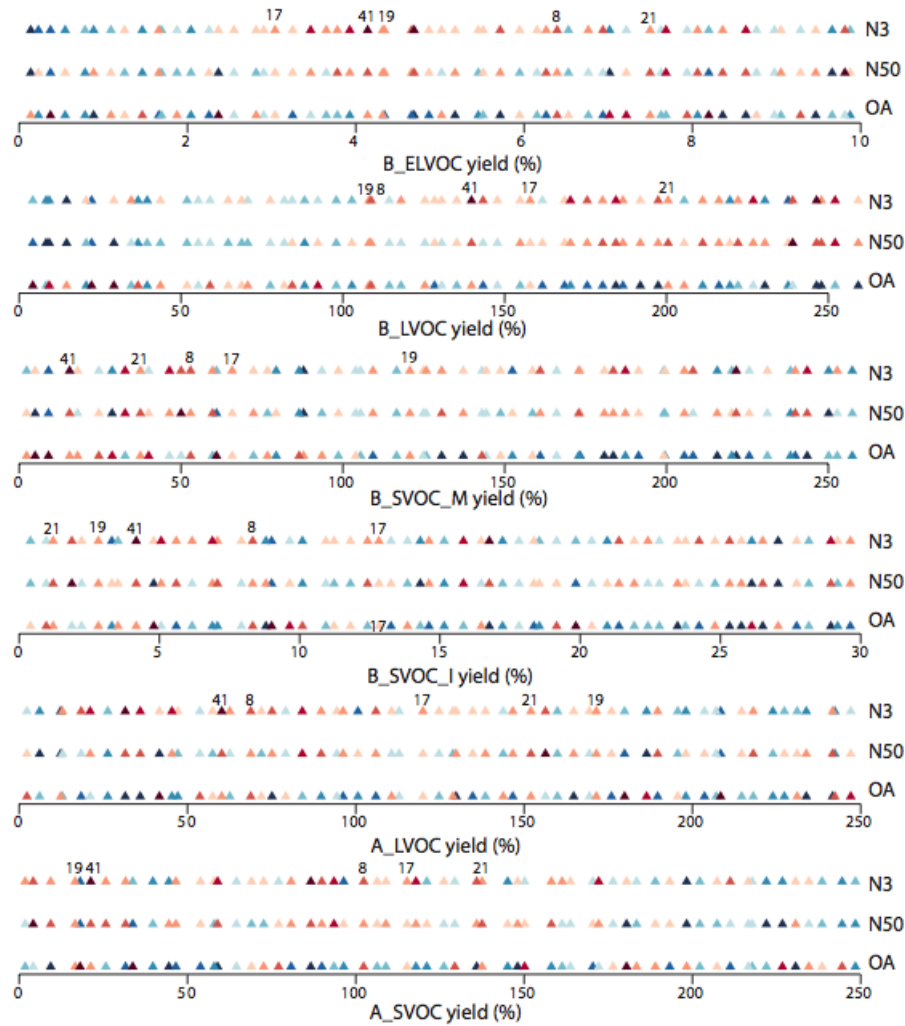 17 41 19 8 21
N3
N50
OA
0 2 4 6 8 10
B_ELVOC yield (%)
19 8 41 17 21
N3
N50
OA
0 50 100 150 200 250
B_LVOC yield (%)
41 21 8 17 19
N3
N50
OA
0 50 100 150 200 250
B_SVOC_M yield (%)
21 19 41 8 17
N3
N50
OA
17
0 5 10 15 20 25 30
B_SVOC_I yield (%)
41 8 17 21 19
N3
N50
OA
0 50 100 150 200 250
A_LVOC yield (%)
19 41 8 17 21
N3
N50
OA
0 50 100 150 200 250
A_SVOC yield (%)